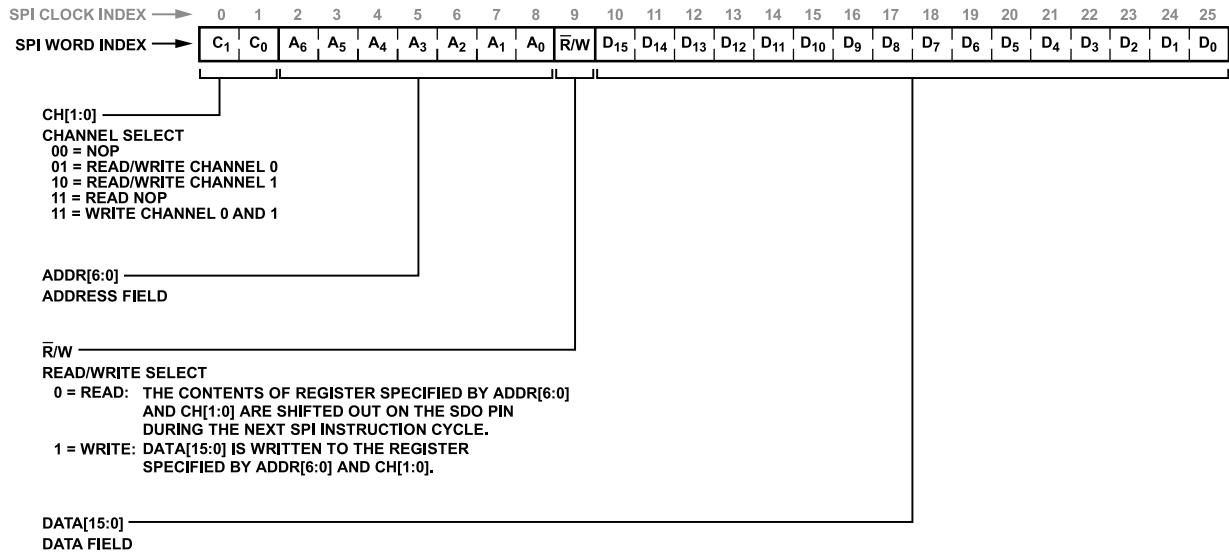 SPI CLOCK INDEX 0 1 2 3 4 5 6 7 8 9 10 11 12 13 14 15 16 17 18 19 20 21 22 23 24 25
SPI WORD INDEX C1 C0 A6 A5 A4 A3 A2 A1 A0 R̅/W D15 D14 D13 D12 D11 D10 D9 D8 D7 D6 D5 D4 D3 D2 D1 D0
CH[1:0]
CHANNEL SELECT
00 = NOP
01 = READ/WRITE CHANNEL 0
10 = READ/WRITE CHANNEL 1
11 = READ NOP
11 = WRITE CHANNEL 0 AND 1
ADDR[6:0]
ADDRESS FIELD
R̅/W
READ/WRITE SELECT
0 = READ: THE CONTENTS OF REGISTER SPECIFIED BY ADDR[6:0]
AND CH[1:0] ARE SHIFTED OUT ON THE SDO PIN
DURING THE NEXT SPI INSTRUCTION CYCLE.
1 = WRITE: DATA[15:0] IS WRITTEN TO THE REGISTER
SPECIFIED BY ADDR[6:0] AND CH[1:0].
DATA[15:0]
DATA FIELD